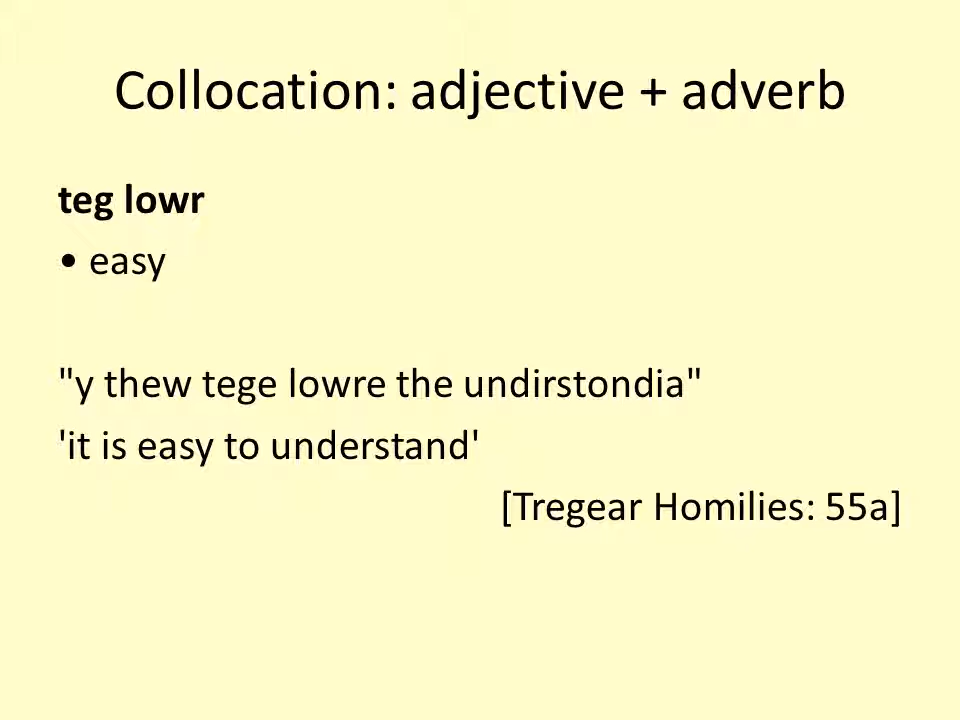 Collocation: adjective + adverb
teg lowr
• easy
"y thew tege lowre the undirstondia"
'it is easy to understand'
[Tregear Homilies: 55a]